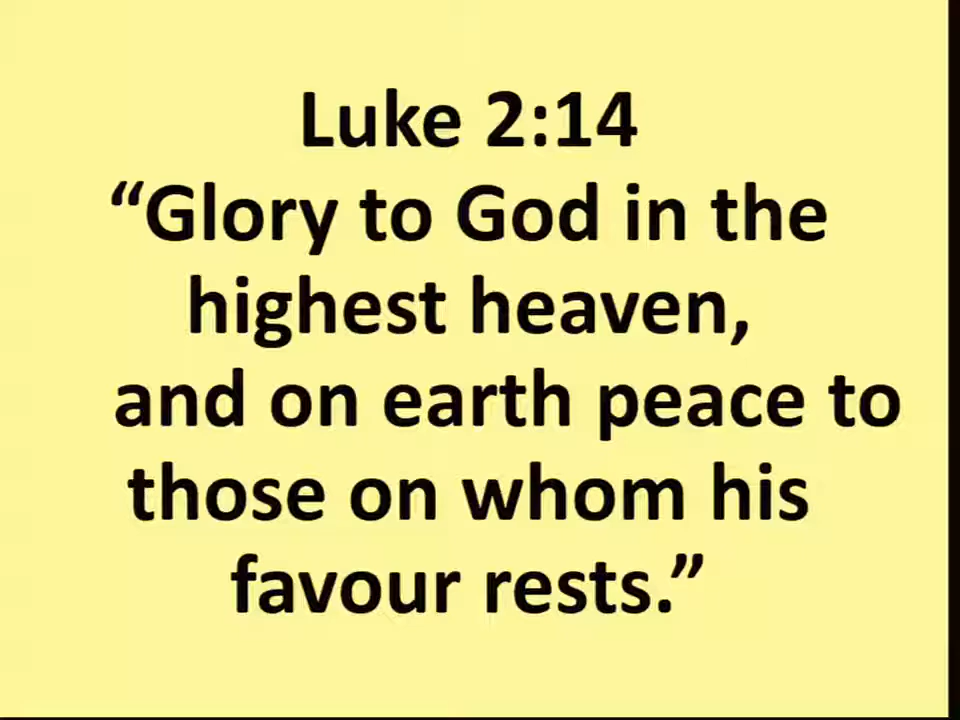 Luke 2:14
“Glory to God in the
highest heaven,
and on earth peace to
those on whom his
favour rests.”